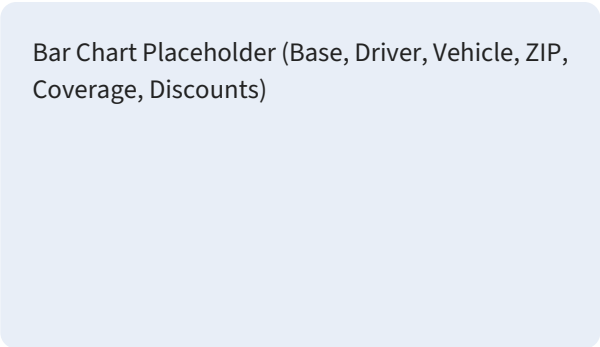 Bar Chart Placeholder (Base, Driver, Vehicle, ZIP,
Coverage, Discounts)